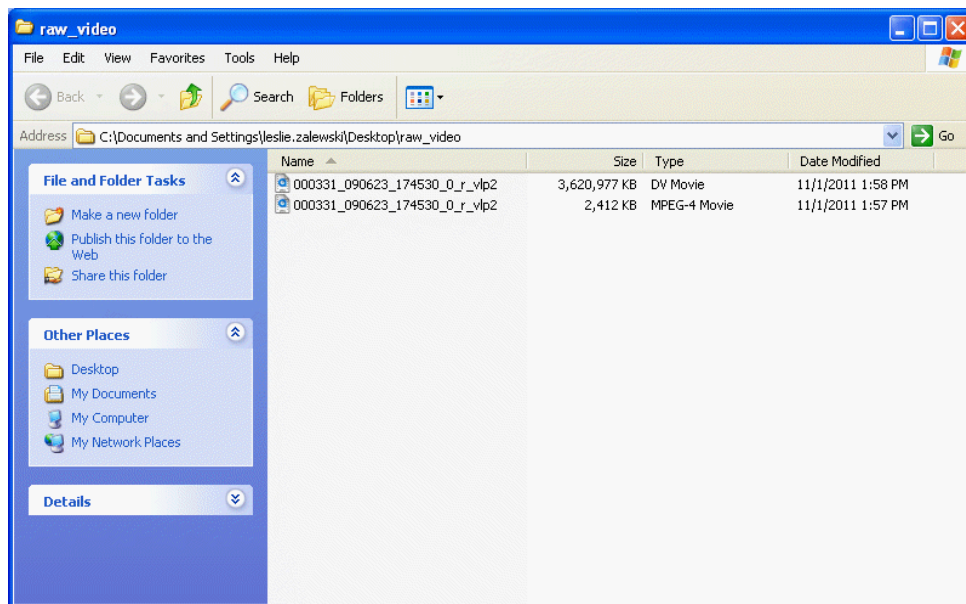 raw_video
File Edit View Favorites Tools Help
Back Search Folders
Address C:\Documents and Settings\leslie.zalewski\Desktop\raw_video Go
File and Folder Tasks
Make a new folder
Publish this folder to the
Web
Share this folder
Other Places
Desktop
My Documents
My Computer
My Network Places
Details
Name Size Type Date Modified
000331_090623_174530_0_r_vlp2 3,620,977 KB DV Movie 11/1/2011 1:58 PM
000331_090623_174530_0_r_vlp2 2,412 KB MPEG-4 Movie 11/1/2011 1:57 PM